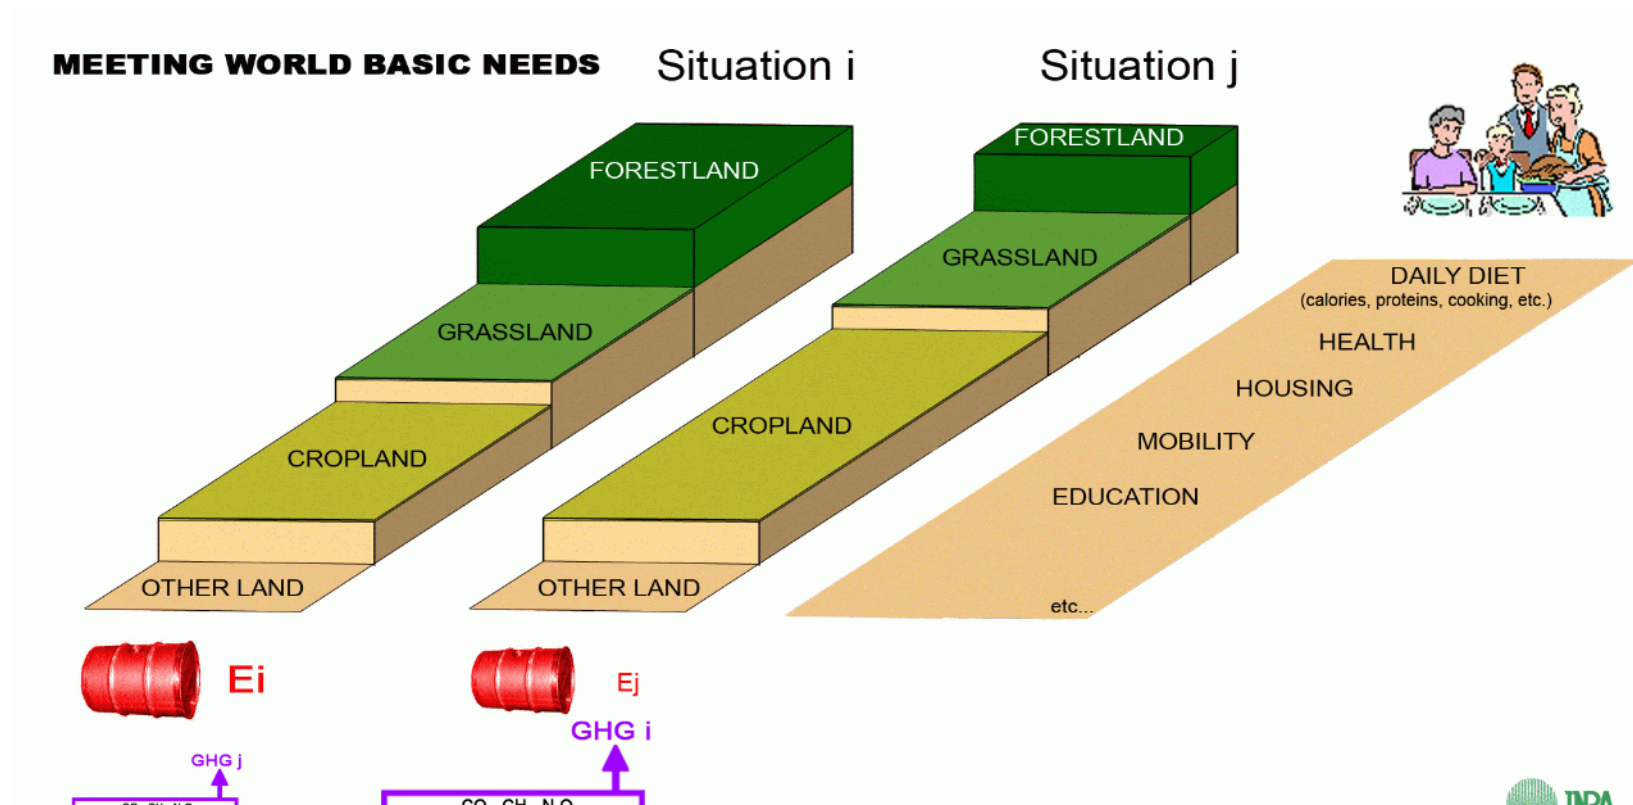 MEETING WORLD BASIC NEEDS
Situation i
Situation j
FORESTLAND
GRASSLAND
CROPLAND
OTHER LAND
FORESTLAND
GRASSLAND
CROPLAND
OTHER LAND
DAILY DIET
(calories, proteins, cooking, etc.)
HEALTH
HOUSING
MOBILITY
EDUCATION
etc...
Ei
Ej
GHG j
GHG i
INRA